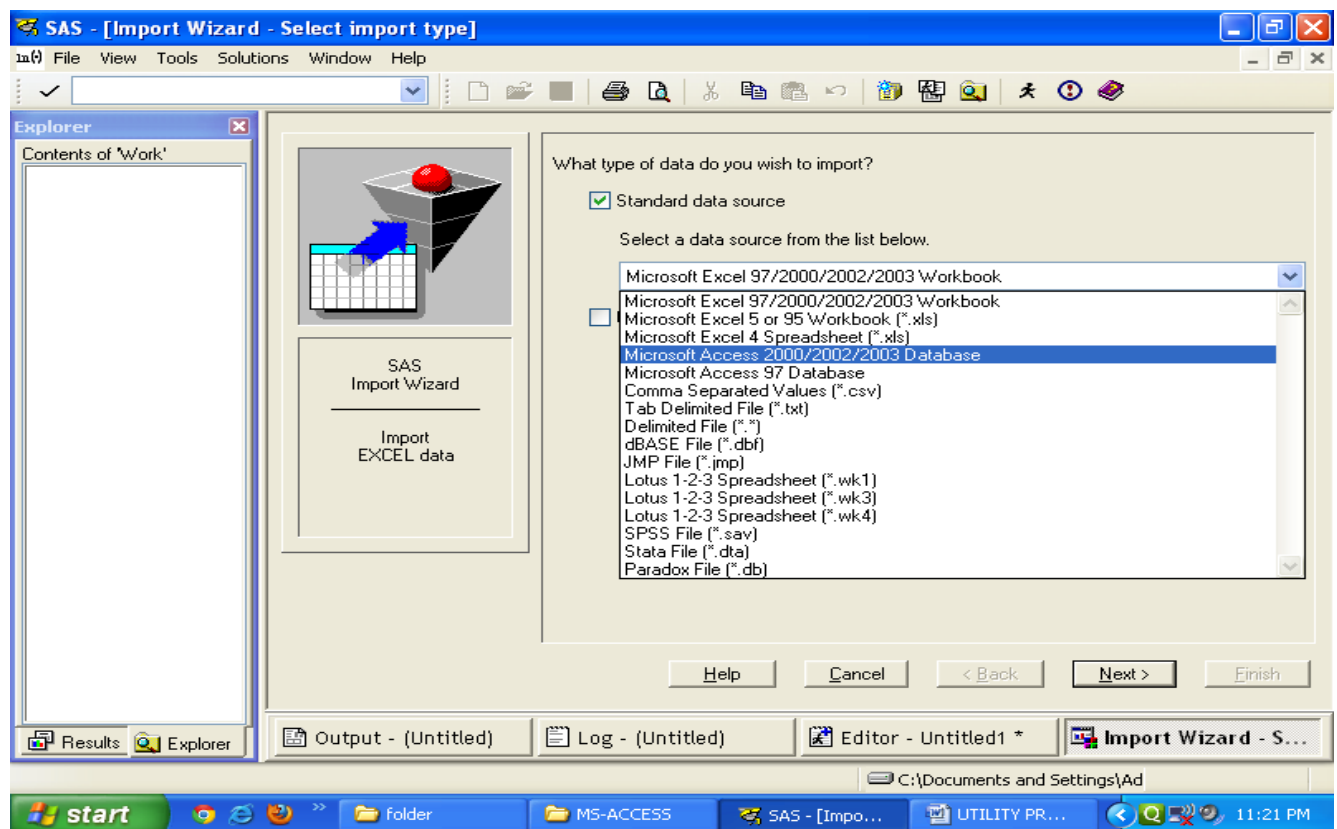 SAS - [Import Wizard - Select import type]
File View Tools Solutions Window Help
Explorer
Contents of 'Work'
What type of data do you wish to import?
Standard data source
Select a data source from the list below.
Microsoft Excel 97/2000/2002/2003 Workbook
Microsoft Excel 97/2000/2002/2003 Workbook
Microsoft Excel 5 or 95 Workbook (*.xls)
Microsoft Excel 4 Spreadsheet (*.xls)
Microsoft Access 2000/2002/2003 Database
Microsoft Access 97 Database
Comma Separated Values (*.csv)
Tab Delimited File (*.txt)
Delimited File (*.*)
dBASE File (*.dbf)
JMP File (*.jmp)
Lotus 1-2-3 Spreadsheet (*.wk1)
Lotus 1-2-3 Spreadsheet (*.wk3)
Lotus 1-2-3 Spreadsheet (*.wk4)
SPSS File (*.sav)
Stata File (*.dta)
Paradox File (*.db)
SAS
Import Wizard
Import
EXCEL data
Help Cancel < Back Next > Finish
Results Explorer
Output - (Untitled) Log - (Untitled) Editor - Untitled1 * Import Wizard - S...
C:\Documents and Settings\Ad
start folder MS-ACCESS SAS - [Impo... UTILITY PR... 11:21 PM